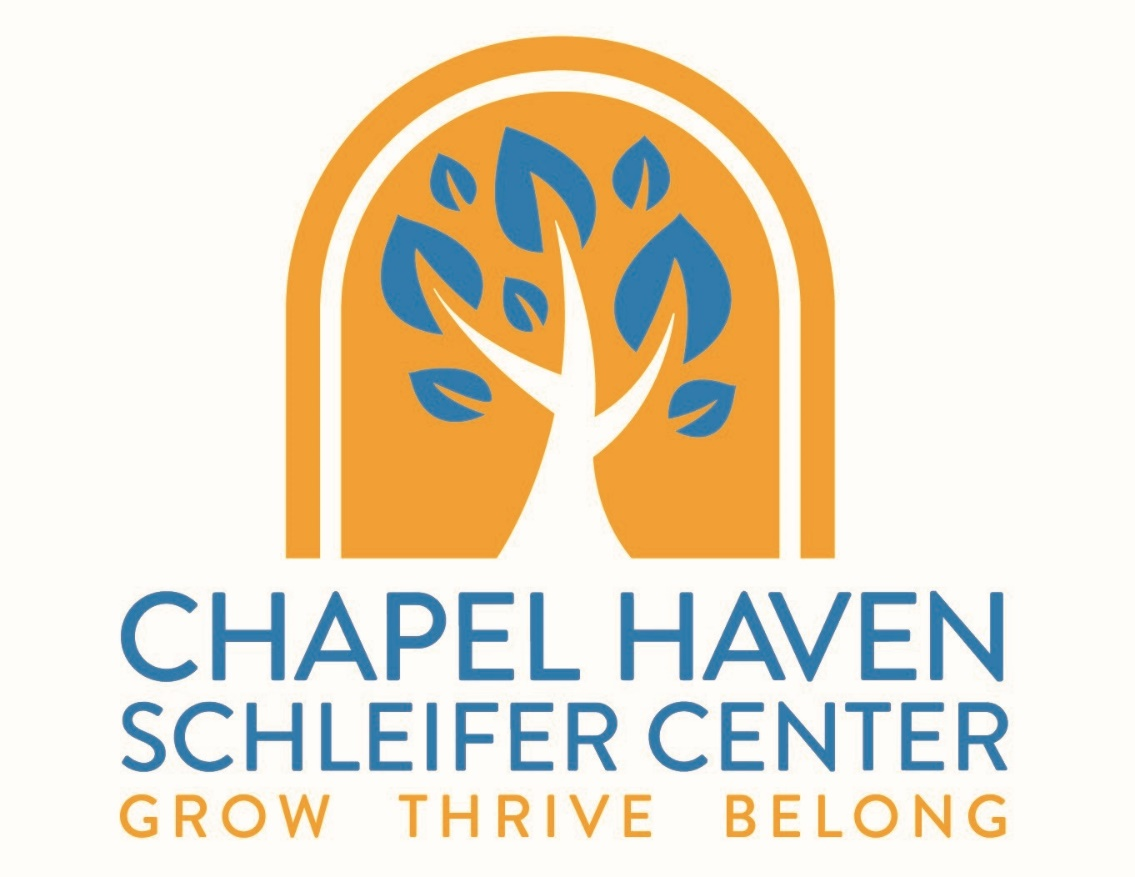 CHAPEL HAVEN
SCHLEIFER CENTER
GROW THRIVE BELONG